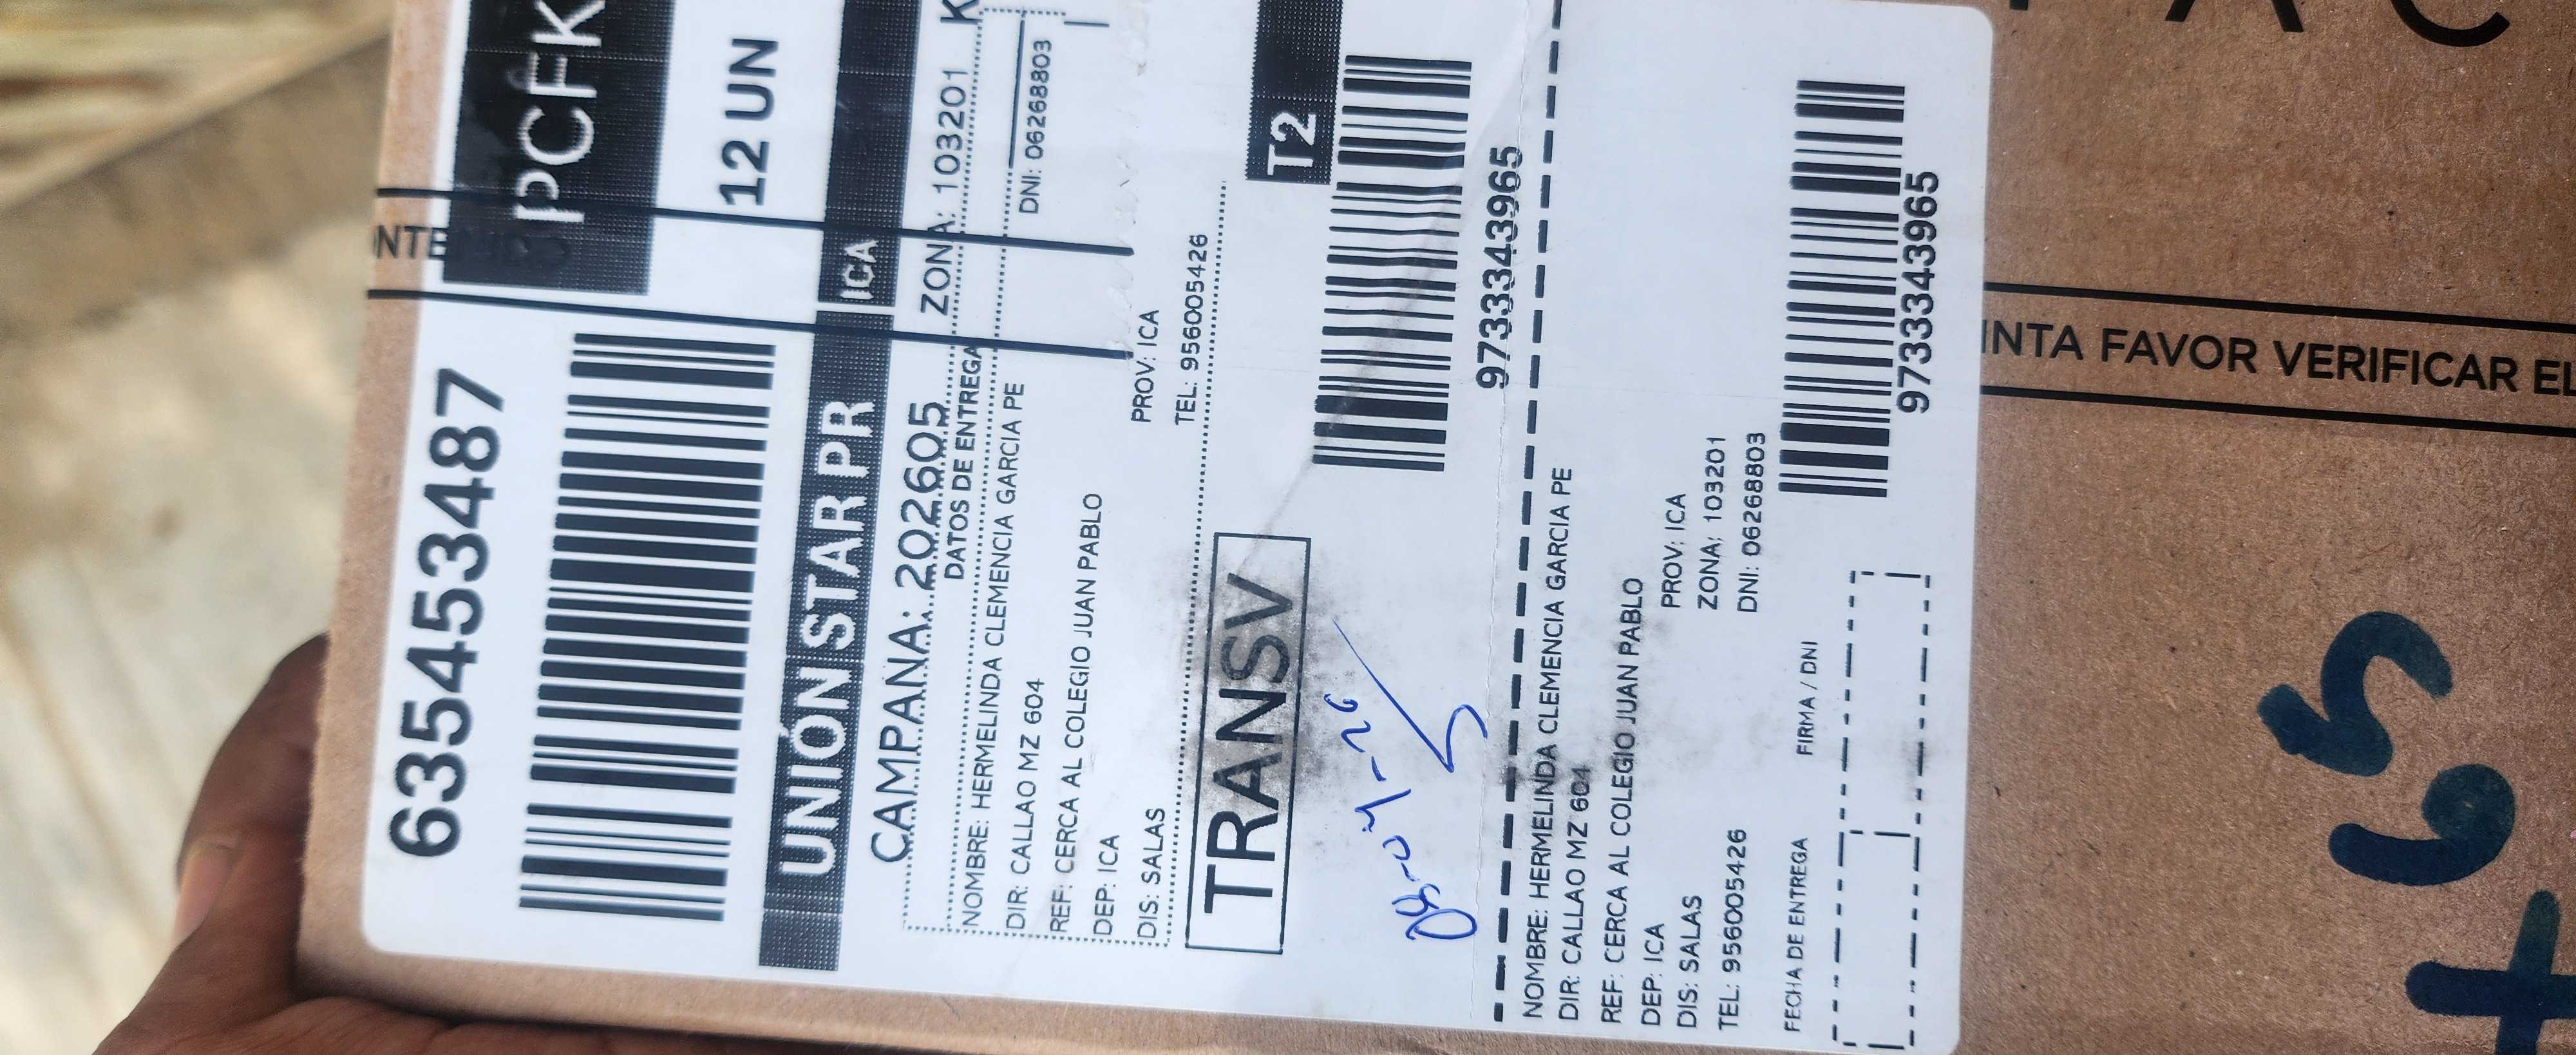 PCFK
6354453487
12 UN
UNIÓN STAR PR
ICA
CAMPAÑA: 202605
ZONA: 103201
DATOS DE ENTREGA
NOMBRE: HERMELINDA CLEMENCIA GARCIA PE
DNI: 06268803
DIR: CALLAO MZ 604
REF: CERCA AL COLEGIO JUAN PABLO
DEP: ICA
PROV: ICA
DIS: SALAS
TEL: 956005426
TRANSV
T2
9733343965
NOMBRE: HERMELINDA CLEMENCIA GARCIA PE
DIR: CALLAO MZ 604
REF: CERCA AL COLEGIO JUAN PABLO
DEP: ICA
PROV: ICA
DIS: SALAS
ZONA: 103201
TEL: 956005426
DNI: 06268803
FECHA DE ENTREGA
FIRMA / DNI
9733343965
INTA FAVOR VERIFICAR EL